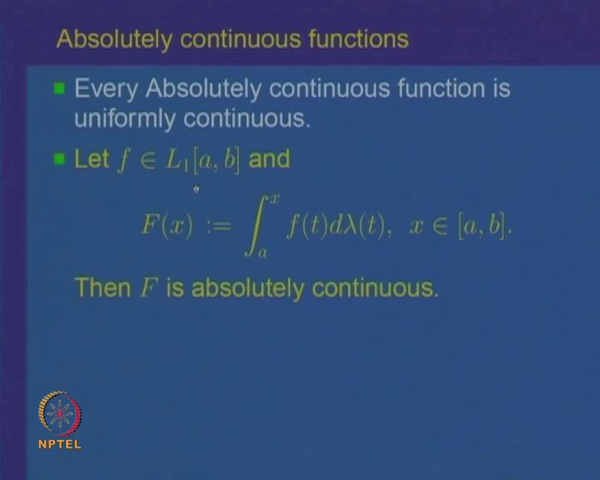 Absolutely continuous functions
Every Absolutely continuous function is
uniformly continuous.
Let f ∈ L₁[a, b] and
F(x) := ∫ₐˣ f(t)dλ(t), x ∈ [a, b].
Then F is absolutely continuous.
NPTEL